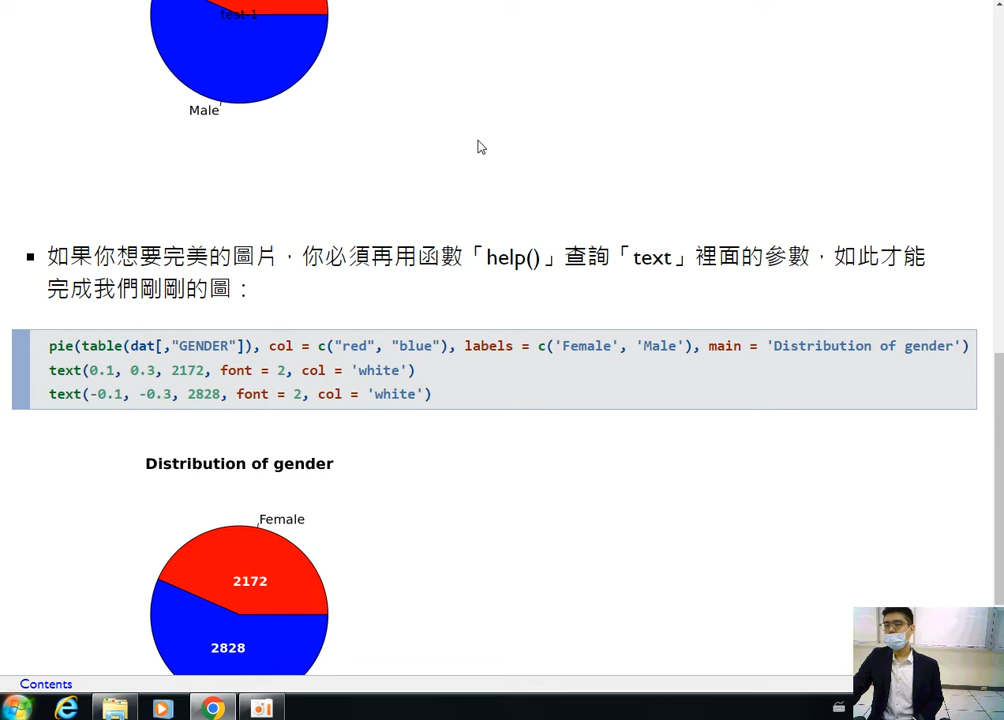 test-1
Male
如果你想要完美的圖片，你必須再用函數「help()」查詢「text」裡面的參數，如此才能
完成我們剛剛的圖：
pie(table(dat[,"GENDER"]), col = c("red", "blue"), labels = c('Female', 'Male'), main = 'Distribution of gender')
text(0.1, 0.3, 2172, font = 2, col = 'white')
text(-0.1, -0.3, 2828, font = 2, col = 'white')
Distribution of gender
Female
2172
2828
Contents